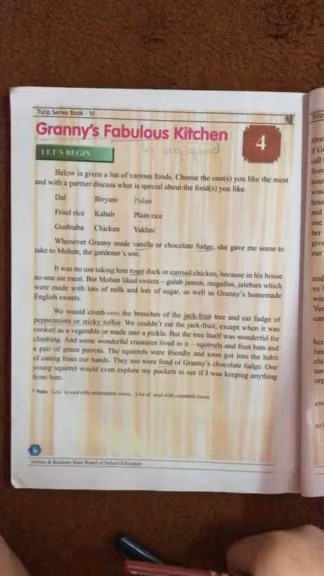 Tulip Series Book - VI
Granny's Fabulous Kitchen
4
is very good
LET'S BEGIN
Below is given a list of various foods. Choose the one(s) you like the most
and with a partner discuss what is special about the food(s) you like.
Dal Biryani Pulao
Fried rice Kabab Plain rice
Gushtaba Chicken Yakhni
Whenever Granny made vanilla or chocolate fudge, she gave me some to
take to Mohan, the gardener's son.
It was no use taking him roast duck or curried chicken, because in his house
no one ate meat. But Mohan liked sweets – gulab jamun, rasgullas, jalebies which
were made with lots of milk and lots of sugar, as well as Granny's homemade
English sweets.
We would climb onto the branches of the jack-fruit tree and eat fudge of
peppermints or sticky toffee. We couldn't eat the jack-fruit, except when it was
cooked as a vegetable or made into a pickle. But the tree itself was wonderful for
climbing. And some wonderful creatures lived in it – squirrels and fruit bats and
a pair of green parrots. The squirrels were friendly and soon got into the habit
of eating from our hands. They too were fond of Granny's chocolate fudge. One
young squirrel would even explore my pockets to see if I was keeping anything
from him.
* Note: Lots is used with uncountable nouns, a lot of used with countable nouns
Jammu & Kashmir State Board of School Education